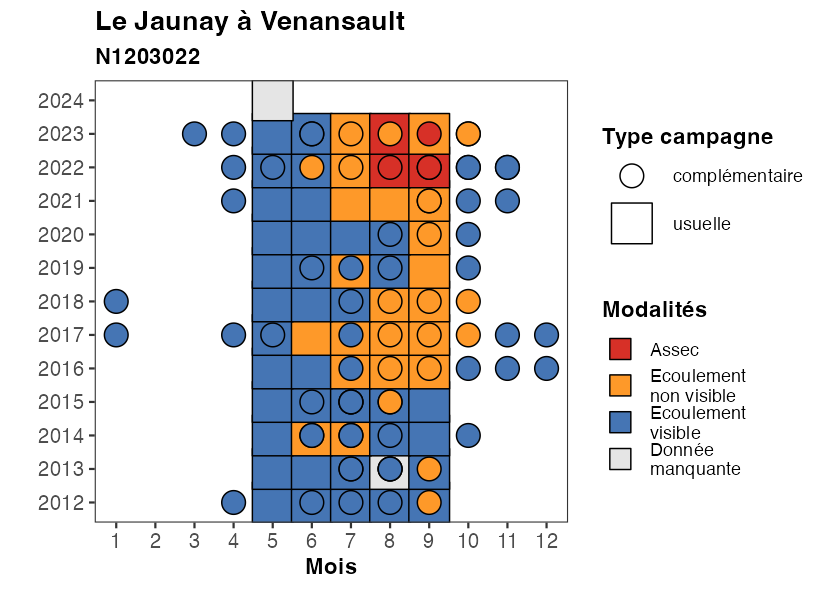 Le Jaunay à Venansault
N1203022
2024
2023
2022
2021
2020
2019
2018
2017
2016
2015
2014
2013
2012
1 2 3 4 5 6 7 8 9 10 11 12
Mois
Type campagne
complémentaire
usuelle
Modalités
Assec
Ecoulement
non visible
Ecoulement
visible
Donnée
manquante